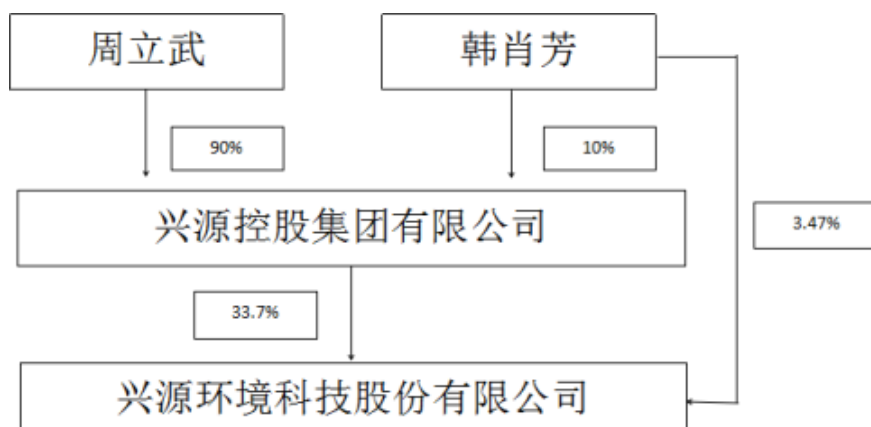 周立武
韩肖芳
90%
10%
兴源控股集团有限公司
3.47%
33.7%
兴源环境科技股份有限公司